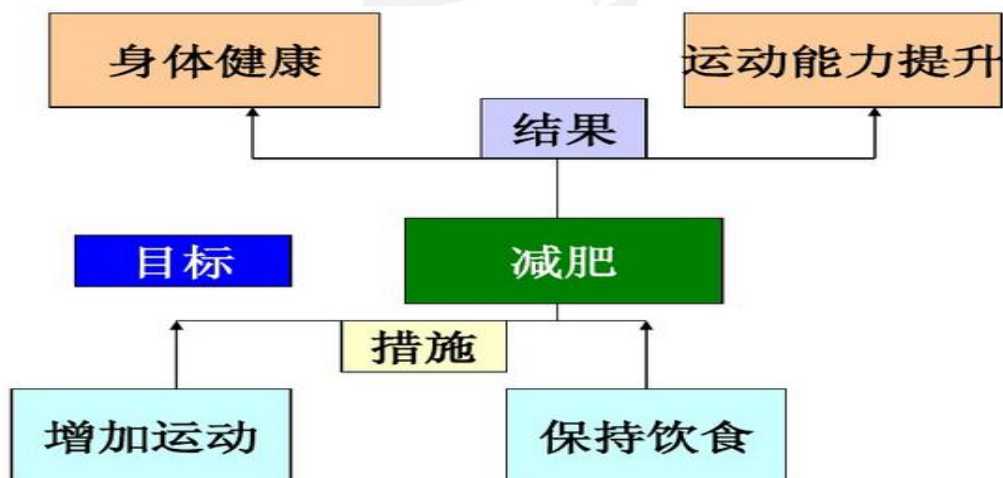 身体健康
运动能力提升
结果
目标
减肥
措施
增加运动
保持饮食